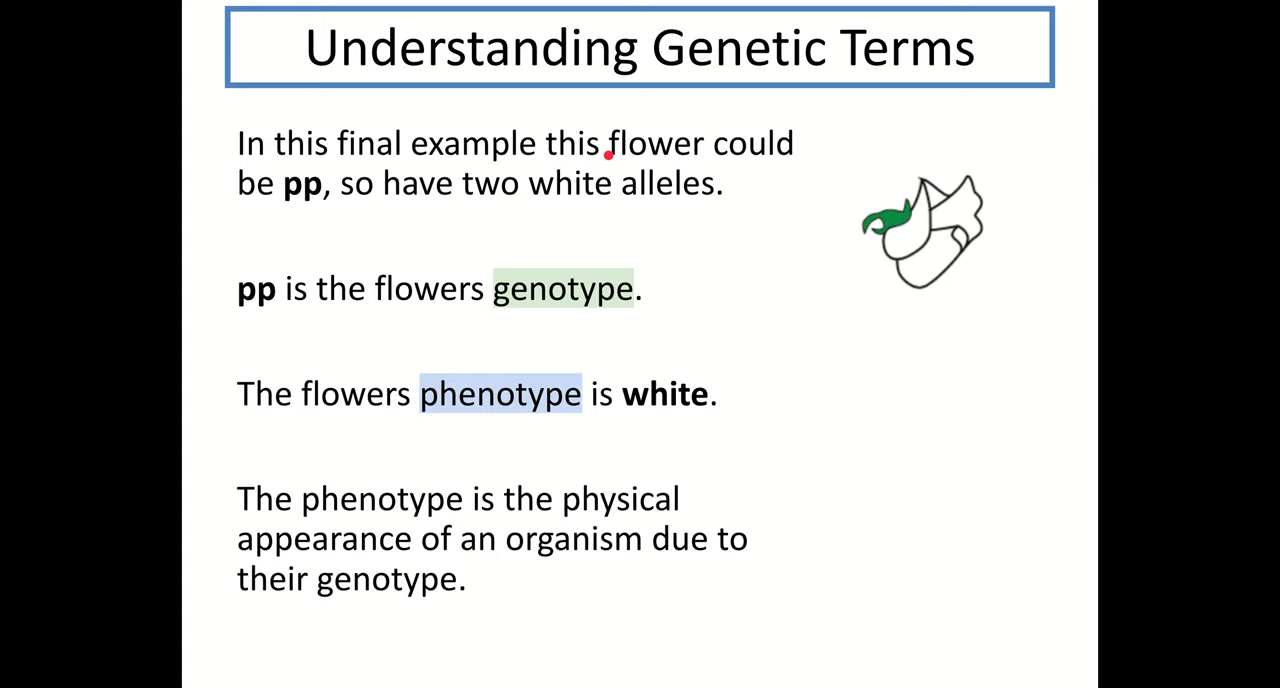 Understanding Genetic Terms
In this final example this flower could
be pp, so have two white alleles.
pp is the flowers genotype.
The flowers phenotype is white.
The phenotype is the physical
appearance of an organism due to
their genotype.